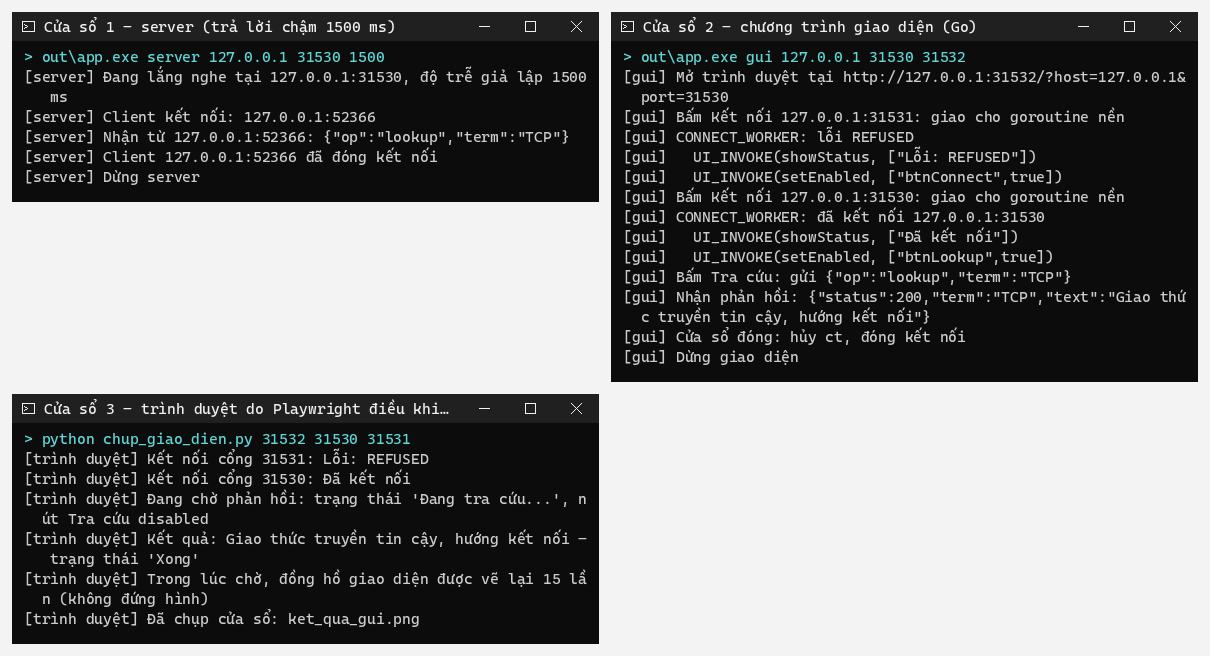 Cửa sổ 1 — server (trả lời chậm 1500 ms)
> out\app.exe server 127.0.0.1 31530 1500
[server] Đang lắng nghe tại 127.0.0.1:31530, độ trễ giả lập 1500
ms
[server] Client kết nối: 127.0.0.1:52366
[server] Nhận từ 127.0.0.1:52366: {"op":"lookup","term":"TCP"}
[server] Client 127.0.0.1:52366 đã đóng kết nối
[server] Dừng server
Cửa sổ 2 — chương trình giao diện (Go)
> out\app.exe gui 127.0.0.1 31530 31532
[gui] Mở trình duyệt tại http://127.0.0.1:31532/?host=127.0.0.1&
port=31530
[gui] Bấm Kết nối 127.0.0.1:31531: giao cho goroutine nền
[gui] CONNECT_WORKER: lỗi REFUSED
[gui]   UI_INVOKE(showStatus, ["Lỗi: REFUSED"])
[gui]   UI_INVOKE(setEnabled, ["btnConnect",true])
[gui] Bấm Kết nối 127.0.0.1:31530: giao cho goroutine nền
[gui] CONNECT_WORKER: đã kết nối 127.0.0.1:31530
[gui]   UI_INVOKE(showStatus, ["Đã kết nối"])
[gui]   UI_INVOKE(setEnabled, ["btnLookup",true])
[gui] Bấm Tra cứu: gửi {"op":"lookup","term":"TCP"}
[gui] Nhận phản hồi: {"status":200,"term":"TCP","text":"Giao thứ
c truyền tin cậy, hướng kết nối"}
[gui] Cửa sổ đóng: hủy ct, đóng kết nối
[gui] Dừng giao diện
Cửa sổ 3 — trình duyệt do Playwright điều khi…
> python chup_giao_dien.py 31532 31530 31531
[trình duyệt] Kết nối cổng 31531: Lỗi: REFUSED
[trình duyệt] Kết nối cổng 31530: Đã kết nối
[trình duyệt] Đang chờ phản hồi: trạng thái 'Đang tra cứu...', n
út Tra cứu disabled
[trình duyệt] Kết quả: Giao thức truyền tin cậy, hướng kết nối —
trạng thái 'Xong'
[trình duyệt] Trong lúc chờ, đồng hồ giao diện được vẽ lại 15 lầ
n (không đứng hình)
[trình duyệt] Đã chụp cửa sổ: ket_qua_gui.png